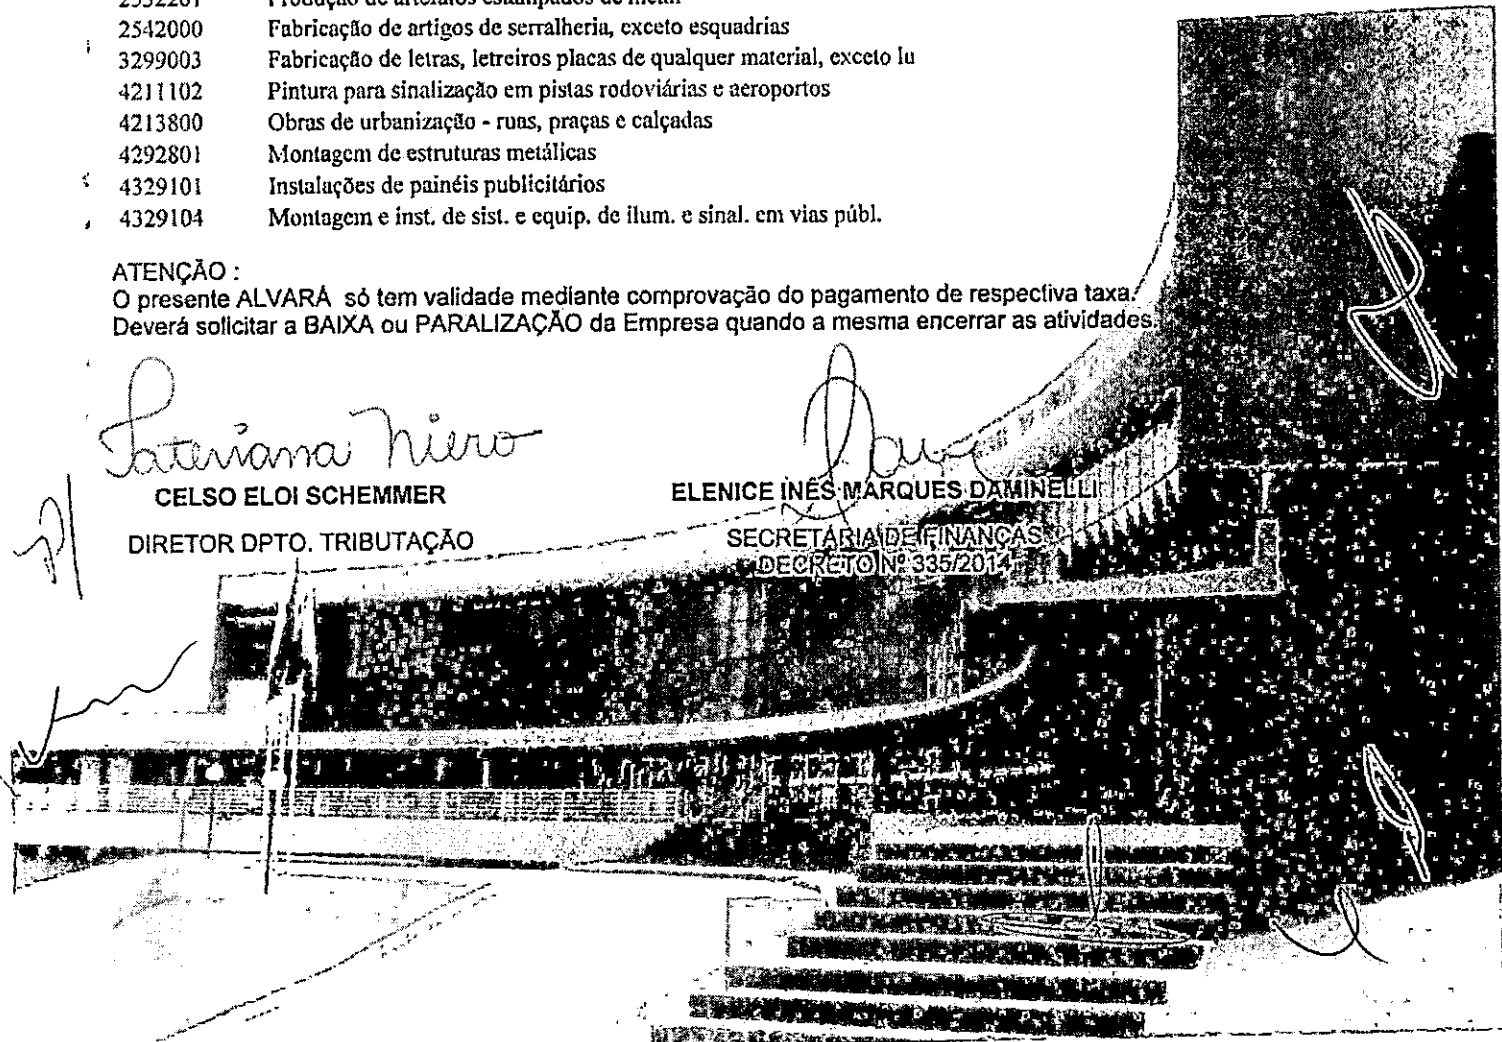 2542000 Fabricação de artigos de serralheria, exceto esquadrias
3299003 Fabricação de letras, letreiros placas de qualquer material, exceto lu
4211102 Pintura para sinalização em pistas rodoviárias e aeroportos
4213800 Obras de urbanização - ruas, praças e calçadas
4292801 Montagem de estruturas metálicas
4329101 Instalações de painéis publicitários
4329104 Montagem e inst. de sist. e equip. de ilum. e sinal. em vias públ.
ATENÇÃO :
O presente ALVARÁ só tem validade mediante comprovação do pagamento de respectiva taxa.
Deverá solicitar a BAIXA ou PARALIZAÇÃO da Empresa quando a mesma encerrar as atividades.
Niero
CELSO ELOI SCHEMMER
DIRETOR DPTO. TRIBUTAÇÃO
ELENICE INÊS MARQUES DAMINELLI
SECRETÁRIA DE FINANÇAS
DECRETO Nº 335/2014